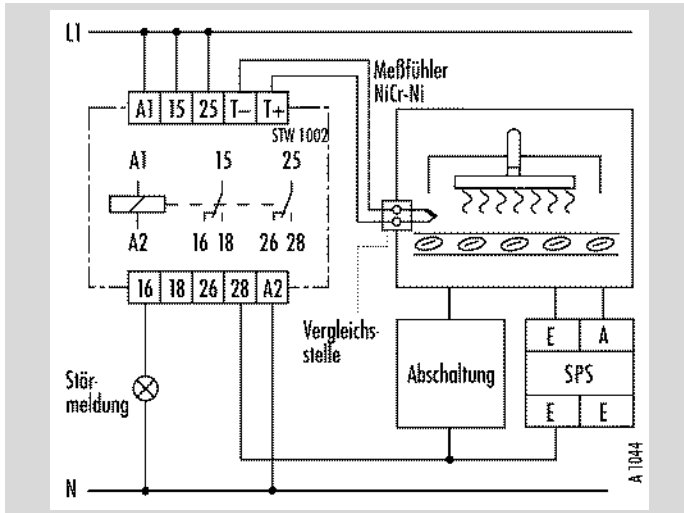 L1
Meßfühler
NiCr-Ni
A1 15 25 T- T+
STW 1002
A1 15 25
A2 16 18 26 28
16 18 26 28 A2
Vergleichs-
stelle
Stör-
meldung
Abschaltung
E A
SPS
E E
A 1044
N